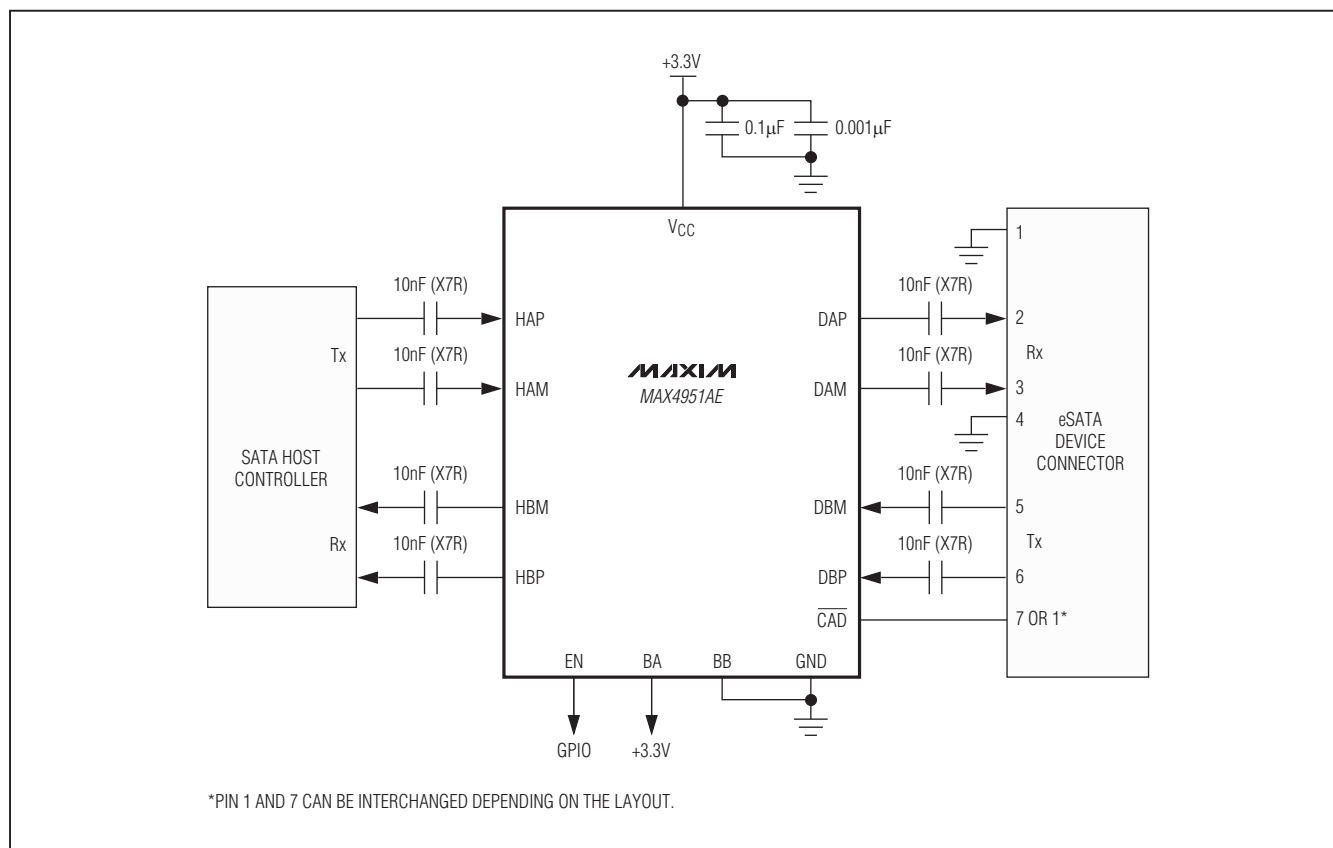 +3.3V
0.1µF
0.001µF
VCC
1
10nF (X7R)
10nF (X7R)
HAP
DAP
2
Tx
10nF (X7R)
MAXIM
10nF (X7R)
Rx
HAM
MAX4951AE
DAM
3
4
SATA HOST
CONTROLLER
eSATA
DEVICE
CONNECTOR
10nF (X7R)
10nF (X7R)
HBM
DBM
5
Rx
10nF (X7R)
10nF (X7R)
Tx
HBP
DBP
6
CAD
7 OR 1*
EN
BA
BB
GND
GPIO
+3.3V
*PIN 1 AND 7 CAN BE INTERCHANGED DEPENDING ON THE LAYOUT.